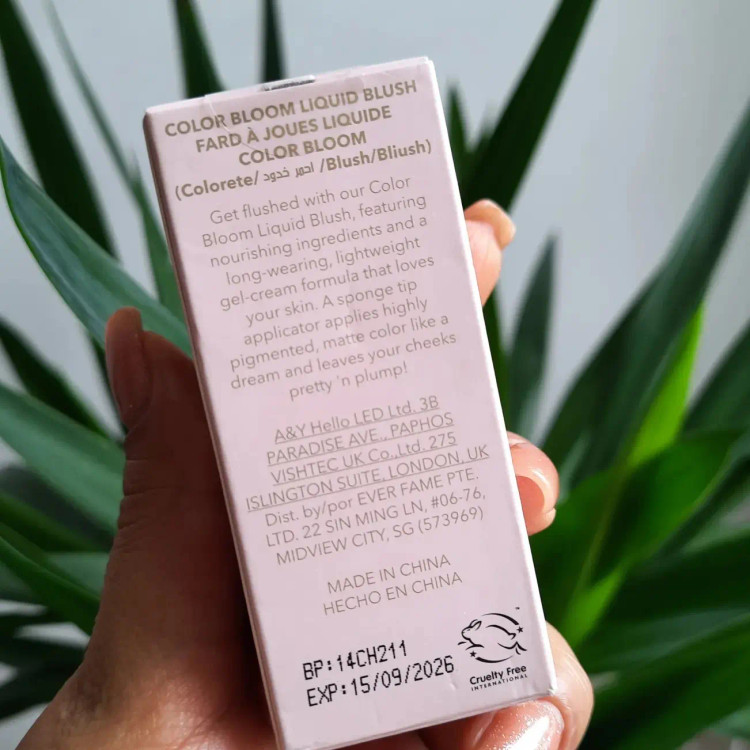 COLOR BLOOM LIQUID BLUSH
FARD À JOUES LIQUIDE
COLOR BLOOM
(Colorete/ احمر خدود /Blush/Bliush)
Get flushed with our Color
Bloom Liquid Blush, featuring
nourishing ingredients and a
long-wearing, lightweight
gel-cream formula that loves
your skin. A sponge tip
applicator applies highly
pigmented, matte color like a
dream and leaves your cheeks
pretty 'n plump!
A&Y Hello LED Ltd. 3B
PARADISE AVE., PAPHOS
VISHTEC UK Co.,Ltd. 275
ISLINGTON SUITE, LONDON, UK
Dist. by/por EVER FAME PTE.
LTD. 22 SIN MING LN, #06-76,
MIDVIEW CITY, SG (573969)
MADE IN CHINA
HECHO EN CHINA
BP:14CH211
EXP:15/09/2026
TM
Cruelty Free
INTERNATIONAL